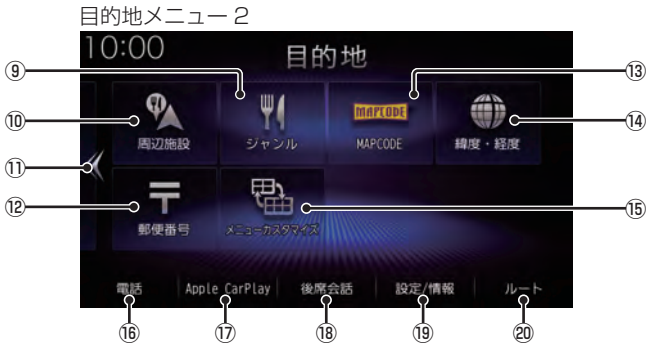 目的地メニュー 2
10:00
目的地
⑨
⑩
⑪
⑫
⑬
⑭
⑮
周辺施設
ジャンル
MAPCODE
MAPCODE
緯度・経度
郵便番号
メニューカスタマイズ
電話
Apple CarPlay
後席会話
設定/情報
ルート
⑯
⑰
⑱
⑲
⑳